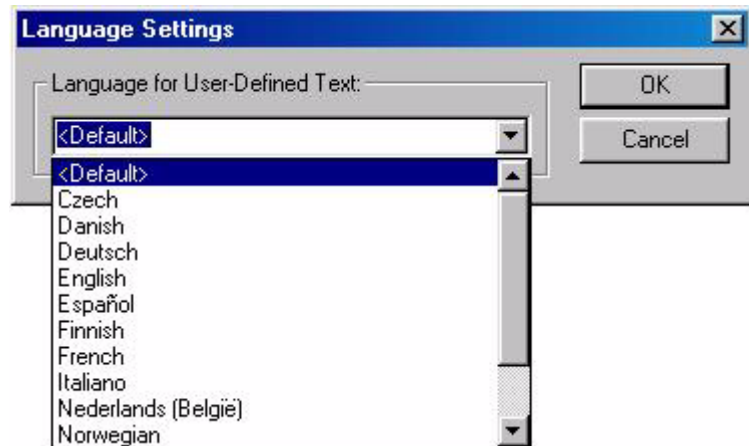 Language Settings
Language for User-Defined Text:
OK
<Default>
Cancel
<Default>
Czech
Danish
Deutsch
English
Español
Finnish
French
Italiano
Nederlands (België)
Norwegian